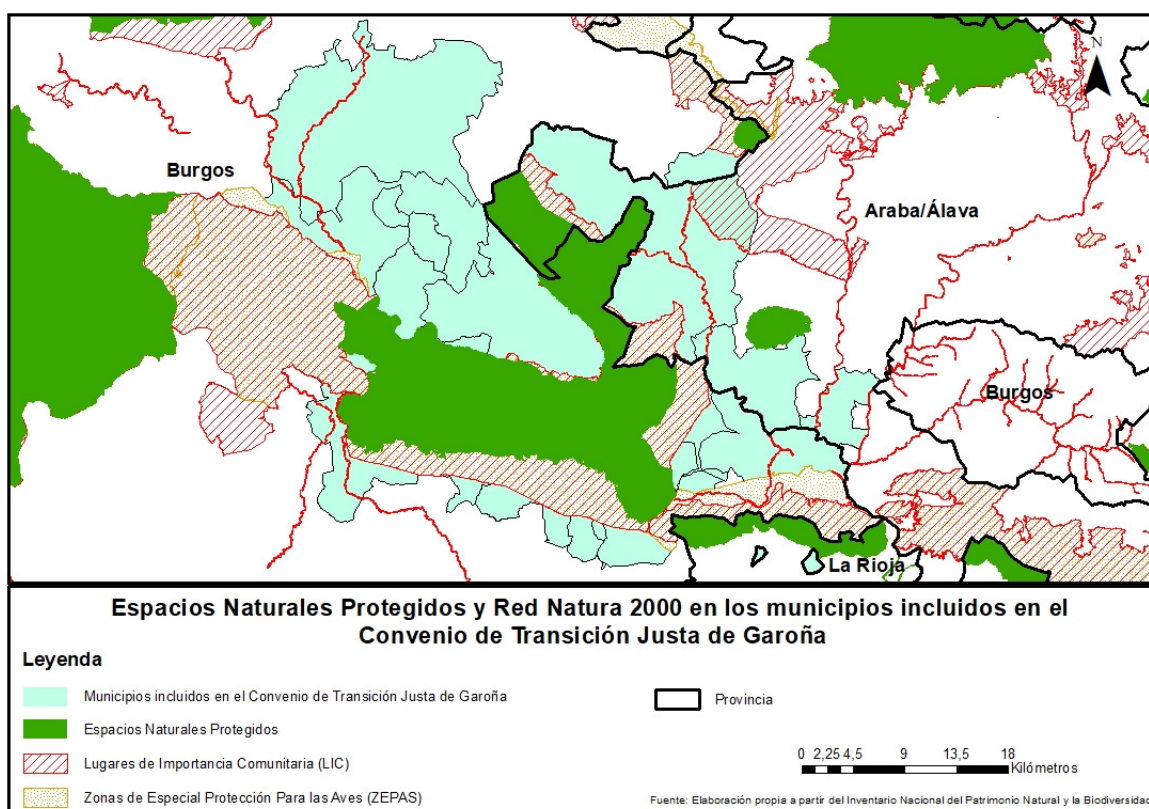 N
Burgos
Araba/Álava
Burgos
La Rioja
Espacios Naturales Protegidos y Red Natura 2000 en los municipios incluidos en el
Convenio de Transición Justa de Garoña
Leyenda
Municipios incluidos en el Convenio de Transición Justa de Garoña
Provincia
Espacios Naturales Protegidos
Lugares de Importancia Comunitaria (LIC)
0 2,25 4,5 9 13,5 18
Kilómetros
Zonas de Especial Protección Para las Aves (ZEPAS)
Fuente: Elaboración propia a partir del Inventario Nacional del Patrimonio Natural y la Biodiversidad